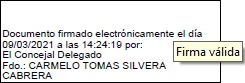 Documento firmado electrónicamente el día
09/03/2021 a las 14:24:19 por:
El Concejal Delegado
Fdo.: CARMELO TOMAS SILVERA
CABRERA
Firma válida